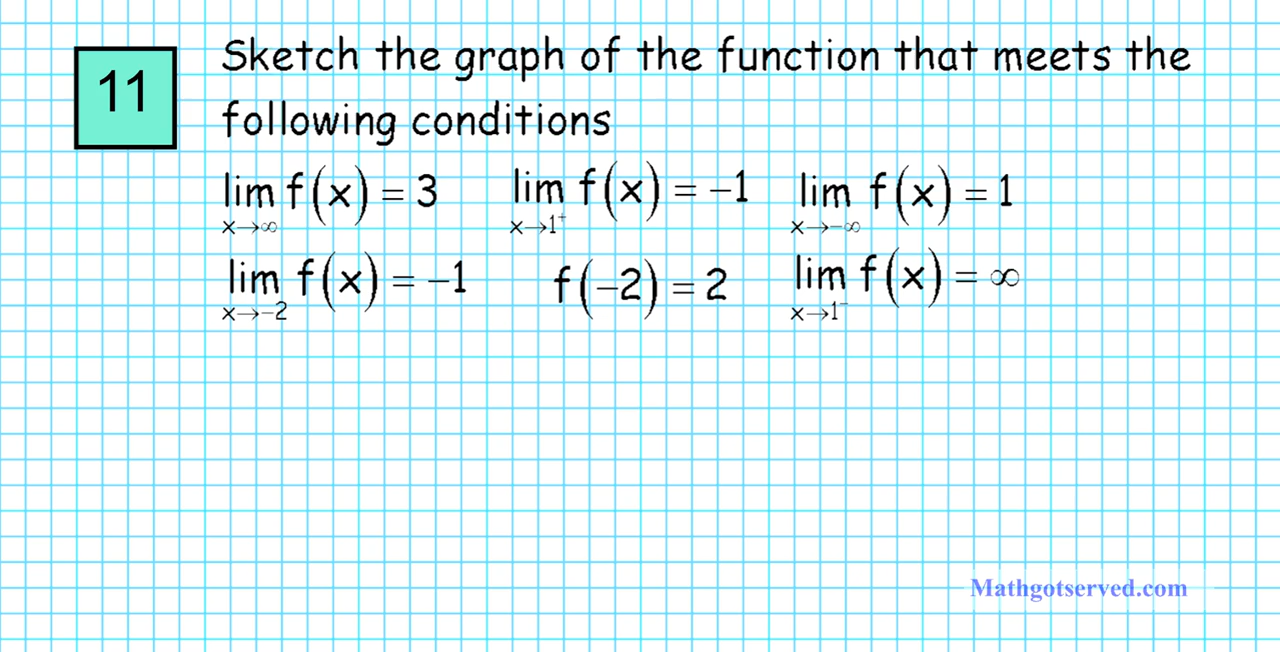 11
Sketch the graph of the function that meets the
following conditions
lim f(x) = 3 lim f(x) = -1 lim f(x) = 1
x→∞ x→1⁺ x→-∞
lim f(x) = -1 f(-2) = 2 lim f(x) = ∞
x→-2 x→1⁻
Mathgotserved.com